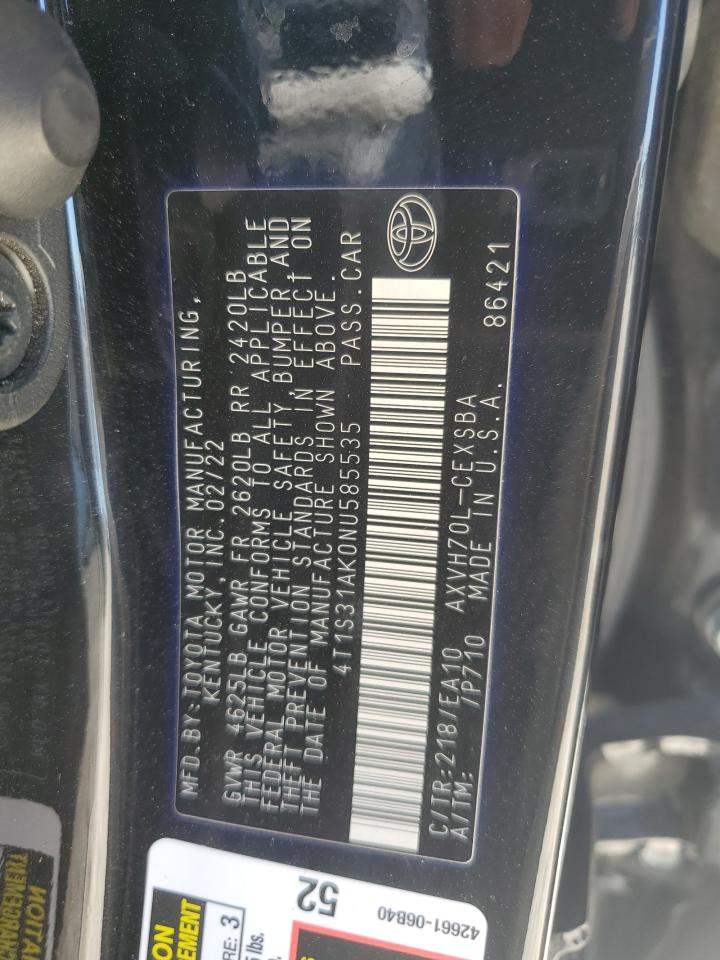 MFD.BY:TOYOTA MOTOR MANUFACTURING,
KENTUCKY, INC. 02/22
GVWR 4625LB GAWR FR 2620LB RR 2420LB
THIS VEHICLE CONFORMS TO ALL APPLICABLE
FEDERAL MOTOR VEHICLE SAFETY, BUMPER, AND
THEFT PREVENTION STANDARDS IN EFFECT ON
THE DATE OF MANUFACTURE SHOWN ABOVE.
4T1S31AK0NU585535 PASS.CAR
C/TR:218/EA10 AXVH70L-CEXSBA 86421
A/TM: /P710 MADE IN U.S.A.
52
42661-06B40
3
lbs.